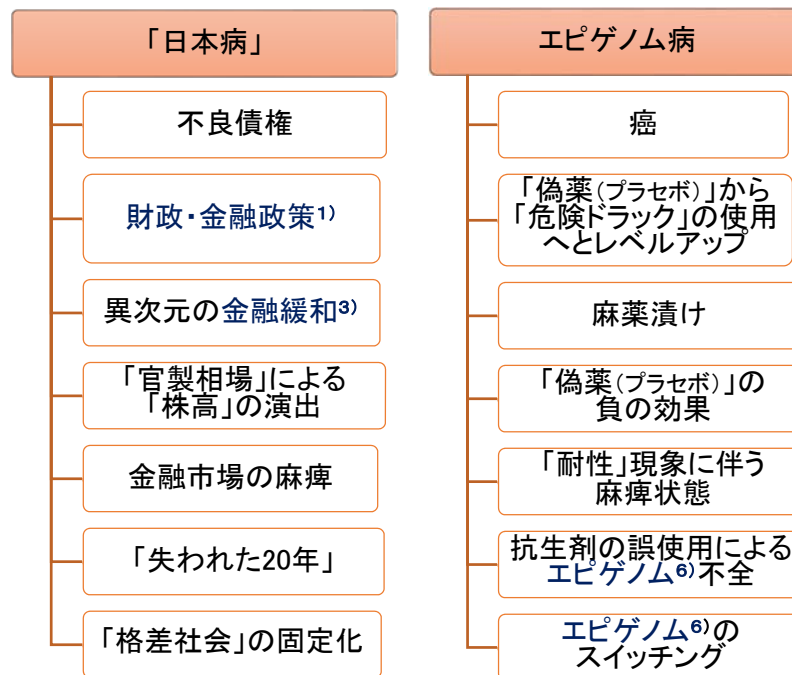 「日本病」
不良債権
財政・金融政策1)
異次元の金融緩和3)
「官製相場」による
「株高」の演出
金融市場の麻痺
「失われた20年」
「格差社会」の固定化
エピゲノム病
癌
「偽薬(プラセボ)」から
「危険ドラック」の使用
へとレベルアップ
麻薬漬け
「偽薬(プラセボ)」の
負の効果
「耐性」現象に伴う
麻痺状態
抗生剤の誤使用による
エピゲノム6)不全
エピゲノム6)の
スイッチング